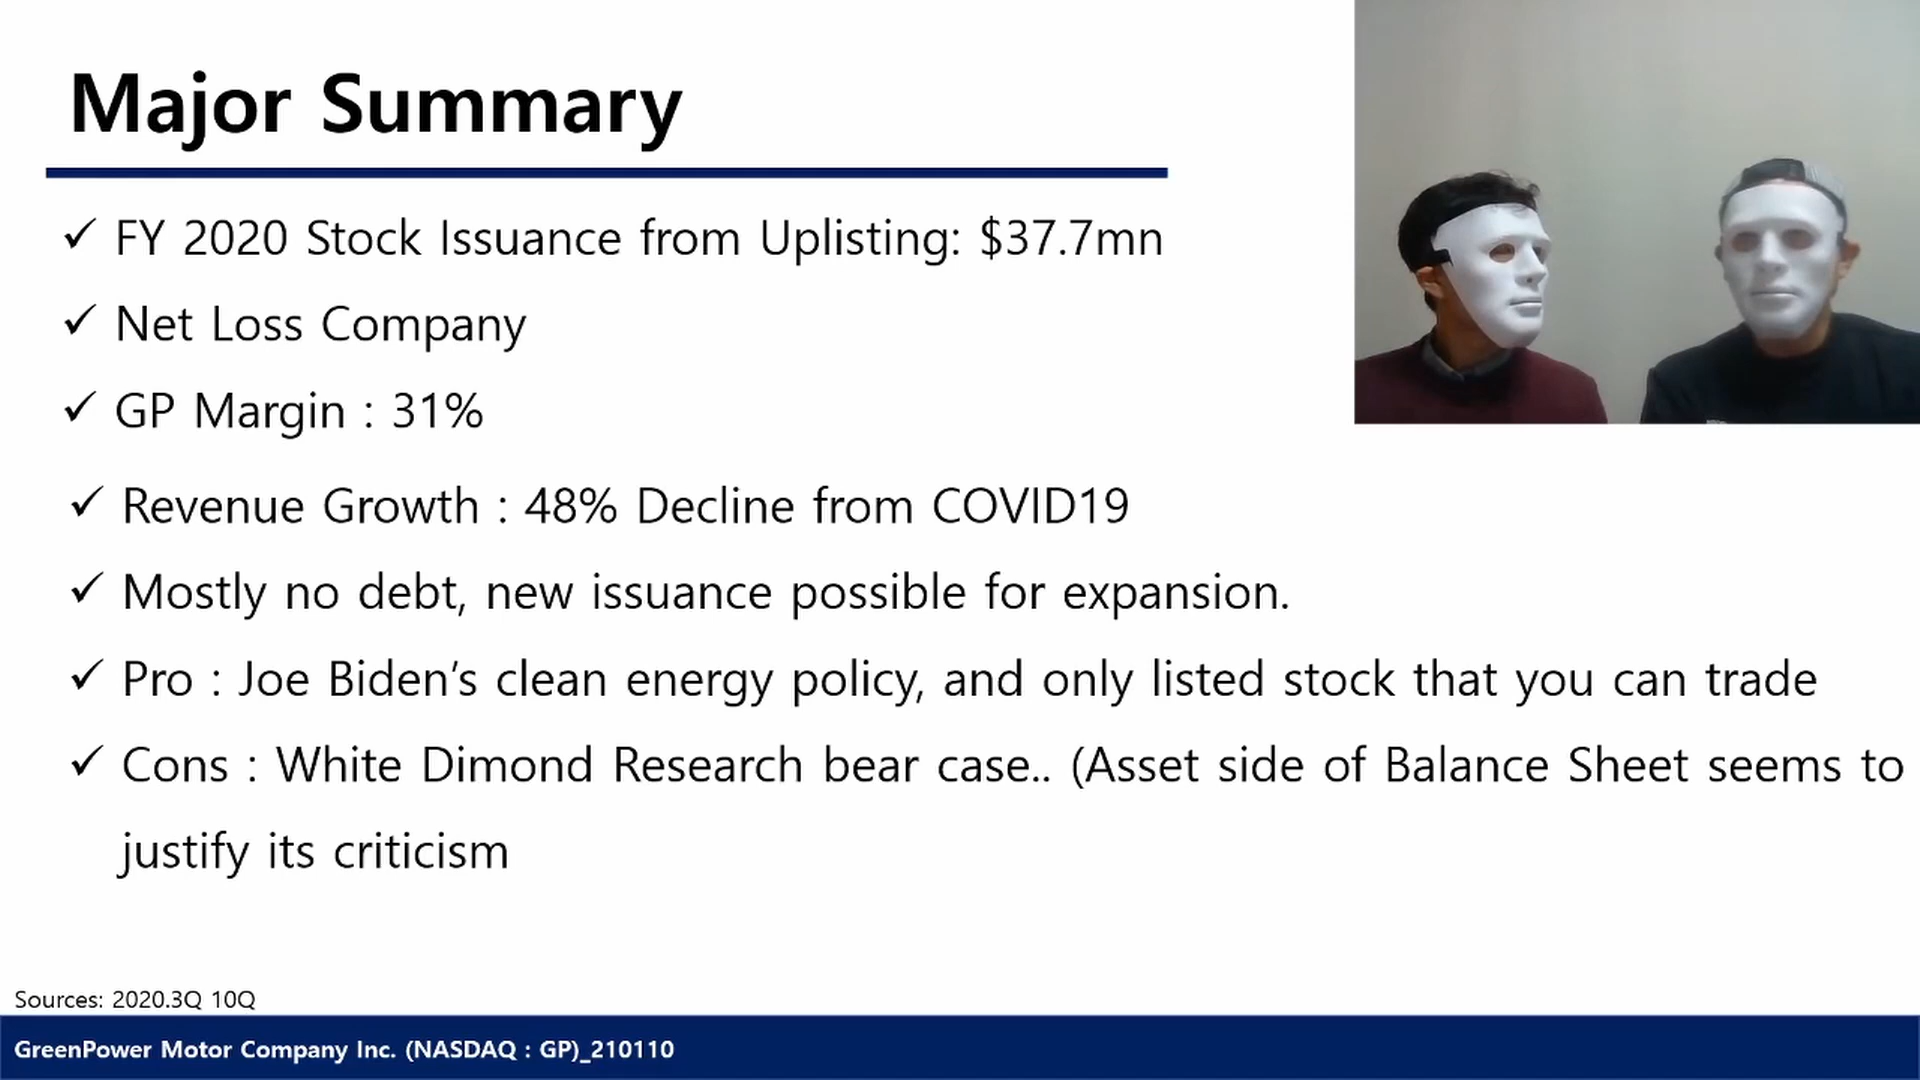 Major Summary
✓ FY 2020 Stock Issuance from Uplisting: $37.7mn
✓ Net Loss Company
✓ GP Margin : 31%
✓ Revenue Growth : 48% Decline from COVID19
✓ Mostly no debt, new issuance possible for expansion.
✓ Pro : Joe Biden’s clean energy policy, and only listed stock that you can trade
✓ Cons : White Dimond Research bear case.. (Asset side of Balance Sheet seems to
justify its criticism
Sources: 2020.3Q 10Q
GreenPower Motor Company Inc. (NASDAQ : GP)_210110